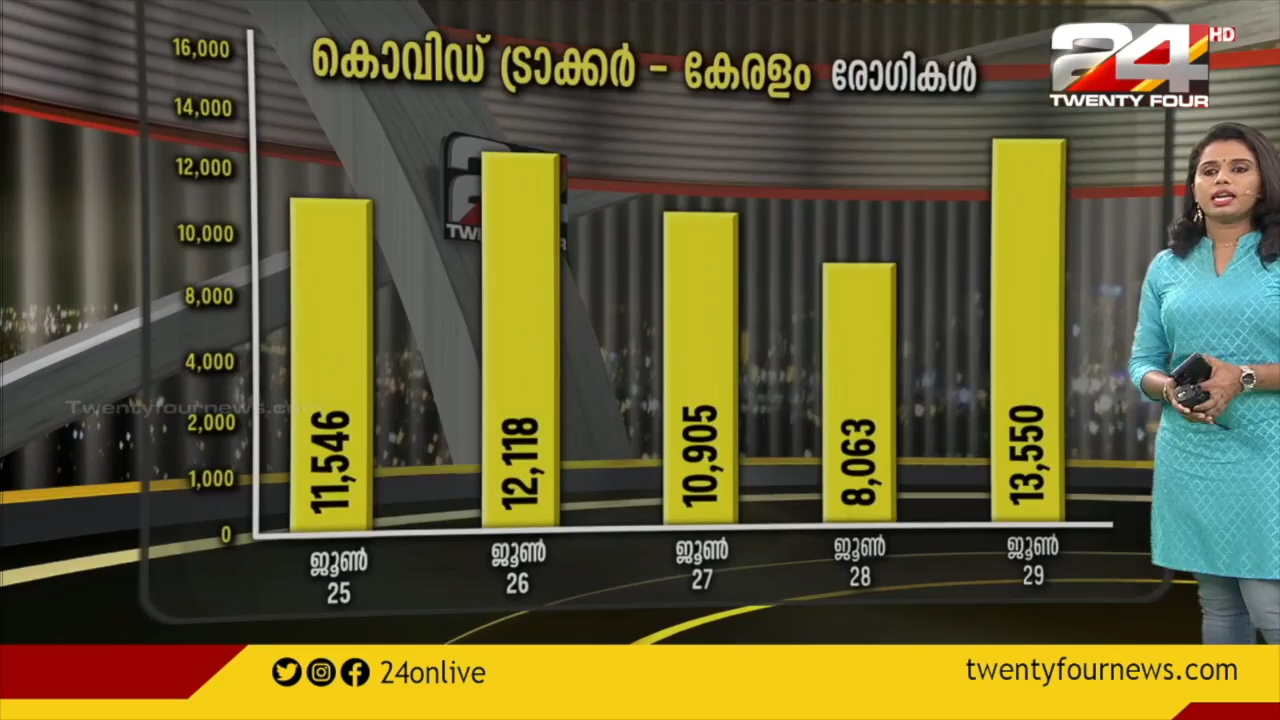 കൊവിഡ് ട്രാക്കർ - കേരളം രോഗികൾ
24 HD
TWENTY FOUR
16,000
14,000
12,000
10,000
8,000
4,000
2,000
1,000
0
11,546
12,118
10,905
8,063
13,550
ജൂൺ 25
ജൂൺ 26
ജൂൺ 27
ജൂൺ 28
ജൂൺ 29
Twentyfournews.com
24onlive
twentyfournews.com